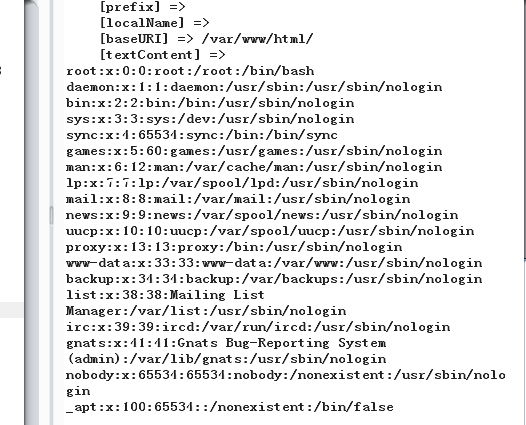 [prefix] =>
[localName] =>
[baseURI] => /var/www/html/
[textContent] =>
root:x:0:0:root:/root:/bin/bash
daemon:x:1:1:daemon:/usr/sbin:/usr/sbin/nologin
bin:x:2:2:bin:/bin:/usr/sbin/nologin
sys:x:3:3:sys:/dev:/usr/sbin/nologin
sync:x:4:65534:sync:/bin:/bin/sync
games:x:5:60:games:/usr/games:/usr/sbin/nologin
man:x:6:12:man:/var/cache/man:/usr/sbin/nologin
lp:x:7:7:lp:/var/spool/lpd:/usr/sbin/nologin
mail:x:8:8:mail:/var/mail:/usr/sbin/nologin
news:x:9:9:news:/var/spool/news:/usr/sbin/nologin
uucp:x:10:10:uucp:/var/spool/uucp:/usr/sbin/nologin
proxy:x:13:13:proxy:/bin:/usr/sbin/nologin
www-data:x:33:33:www-data:/var/www:/usr/sbin/nologin
backup:x:34:34:backup:/var/backups:/usr/sbin/nologin
list:x:38:38:Mailing List
Manager:/var/list:/usr/sbin/nologin
irc:x:39:39:ircd:/var/run/ircd:/usr/sbin/nologin
gnats:x:41:41:Gnats Bug-Reporting System
(admin):/var/lib/gnats:/usr/sbin/nologin
nobody:x:65534:65534:nobody:/nonexistent:/usr/sbin/nolo
gin
_apt:x:100:65534::/nonexistent:/bin/false